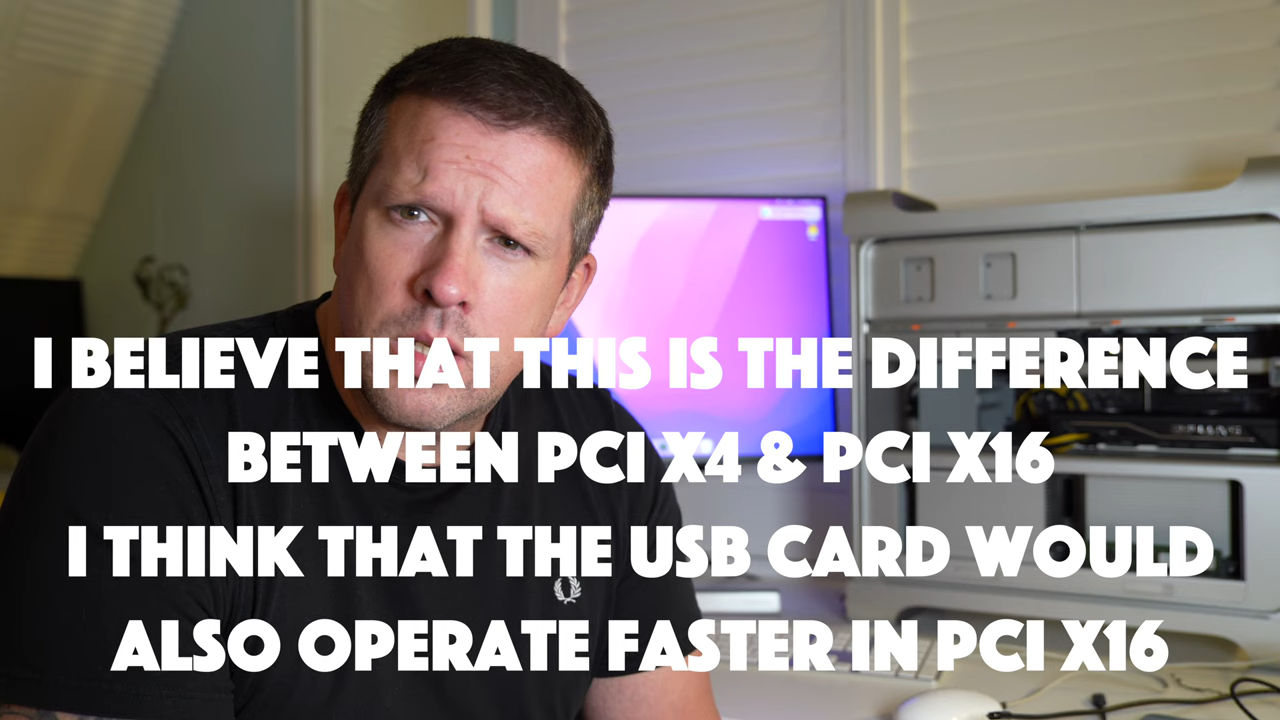 I BELIEVE THAT THIS IS THE DIFFERENCE
BETWEEN PCI X4 & PCI X16
I THINK THAT THE USB CARD WOULD
ALSO OPERATE FASTER IN PCI X16